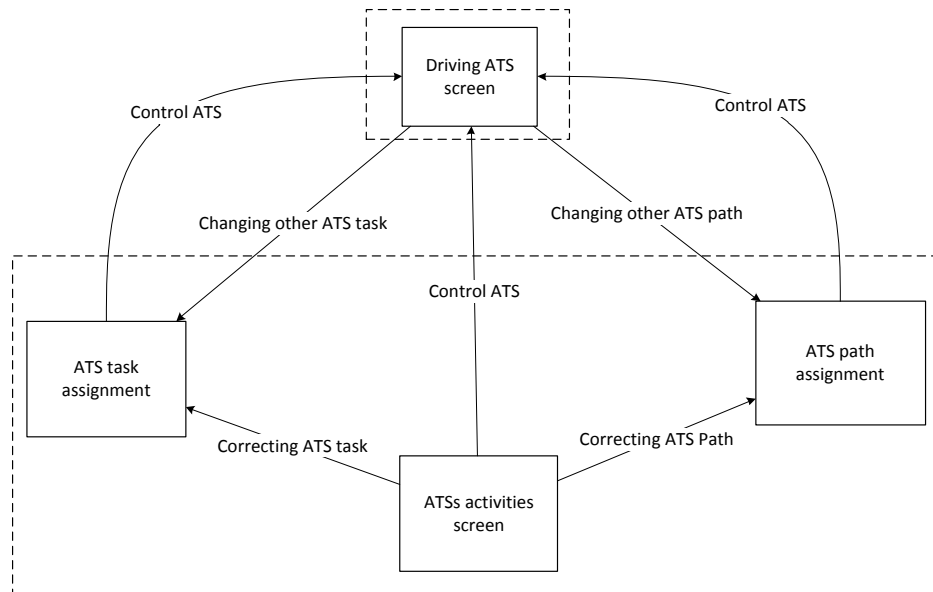 Driving ATS
screen
Control ATS
Control ATS
Changing other ATS task
Changing other ATS path
Control ATS
ATS task
assignment
ATS path
assignment
Correcting ATS task
Correcting ATS Path
ATSs activities
screen